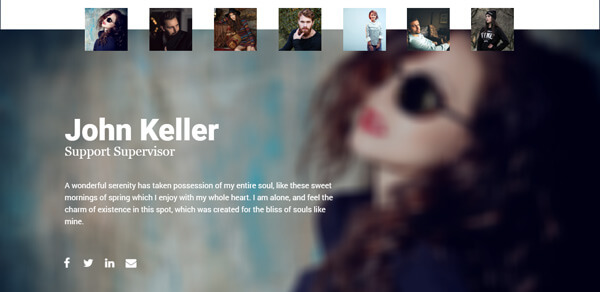 John Keller
Support Supervisor
A wonderful serenity has taken possession of my entire soul, like these sweet
mornings of spring which I enjoy with my whole heart. I am alone, and feel the
charm of existence in this spot, which was created for the bliss of souls like
mine.